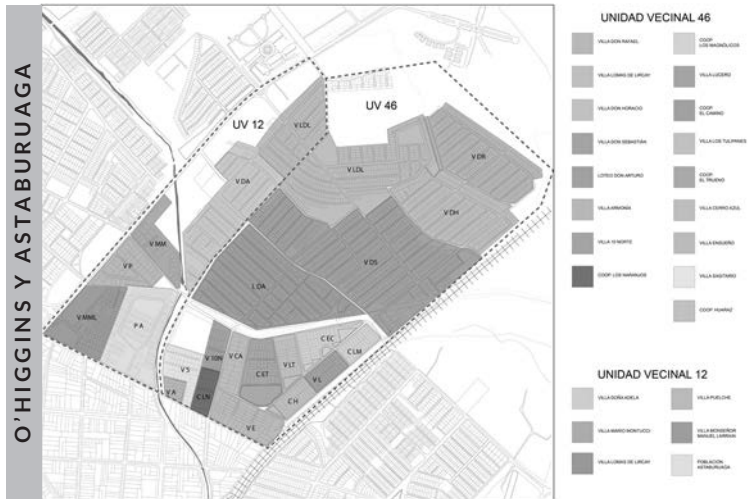 O'HIGGINS Y ASTABURUAGA
UV 12
UV 46
V LDL
V LDL
V DR
V DA
V DH
V MM
V P
V DS
L DA
V MML
P A
V S
V 10N
V CA
C ET
V LT
C EC
C LM
V L
V A
C LN
C H
V E
UNIDAD VECINAL 46
VILLA DON RAFAEL
VILLA LOMAS DE LIRCAY
VILLA DON HORACIO
VILLA DON SEBASTIÁN
LOTEO DON ARTURO
VILLA ARMONÍA
VILLA 10 NORTE
COOP. LOS NARANJOS
COOP.
LOS MAGNOLIOS
VILLA LUCERO
COOP.
EL CAMINO
VILLA LOS TULIPANES
COOP.
EL TRUENO
VILLA CERRO AZUL
VILLA ENSUEÑO
VILLA SAGITARIO
COOP. HUARAZ
UNIDAD VECINAL 12
VILLA DOÑA ADELA
VILLA MARIO MONTUCCI
VILLA LOMAS DE LIRCAY
VILLA PUELCHE
VILLA MONSEÑOR
MANUEL LARRAIN
POBLACIÓN
ASTABURUAGA